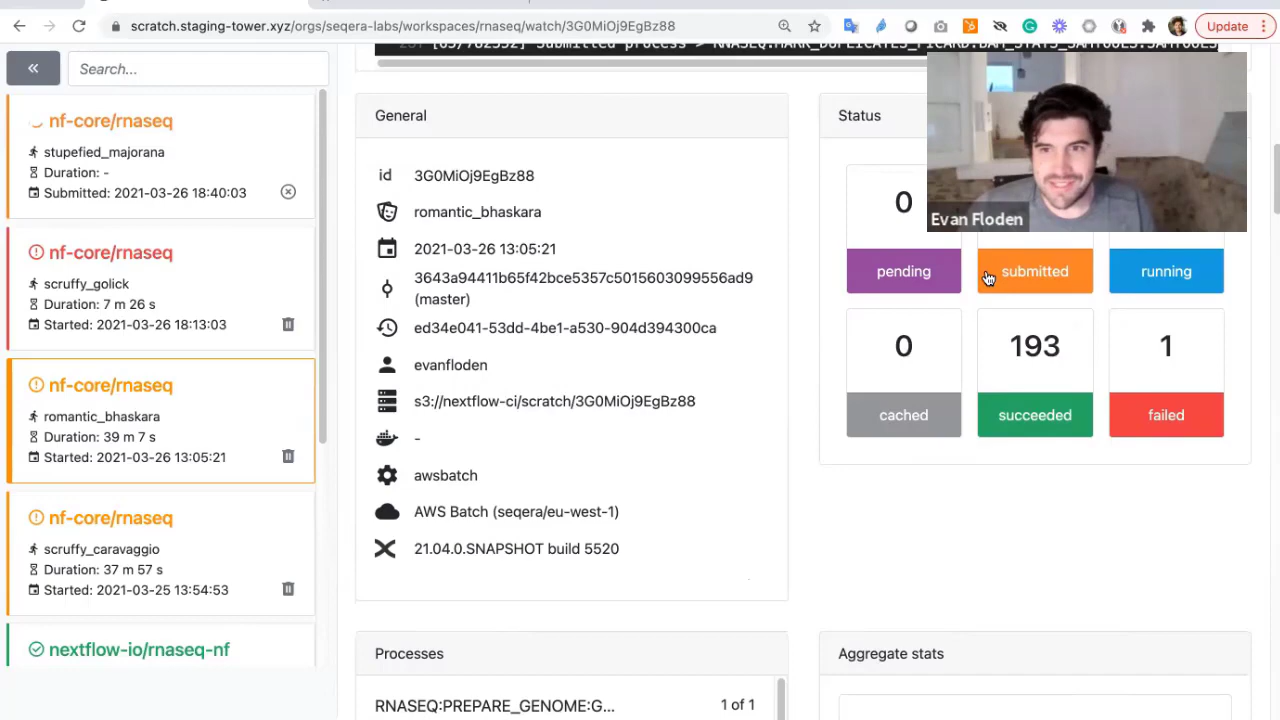 scratch.staging-tower.xyz/orgs/seqera-labs/workspaces/rnaseq/watch/3G0MiOj9EgBz88
Update
Search...
nf-core/rnaseq
stupefied_majorana
Duration: -
Submitted: 2021-03-26 18:40:03
nf-core/rnaseq
scruffy_golick
Duration: 7 m 26 s
Started: 2021-03-26 18:13:03
nf-core/rnaseq
romantic_bhaskara
Duration: 39 m 7 s
Started: 2021-03-26 13:05:21
nf-core/rnaseq
scruffy_caravaggio
Duration: 37 m 57 s
Started: 2021-03-25 13:54:53
nextflow-io/rnaseq-nf
Submitted process >
General
id 3G0MiOj9EgBz88
romantic_bhaskara
2021-03-26 13:05:21
3643a94411b65f42bce5357c5015603099556ad9
(master)
ed34e041-53dd-4be1-a530-904d394300ca
evanfloden
s3://nextflow-ci/scratch/3G0MiOj9EgBz88
-
awsbatch
AWS Batch (seqera/eu-west-1)
21.04.0.SNAPSHOT build 5520
Status
Evan Floden
0
pending submitted running
0 193 1
cached succeeded failed
Processes
RNASEQ:PREPARE_GENOME:G... 1 of 1
Aggregate stats